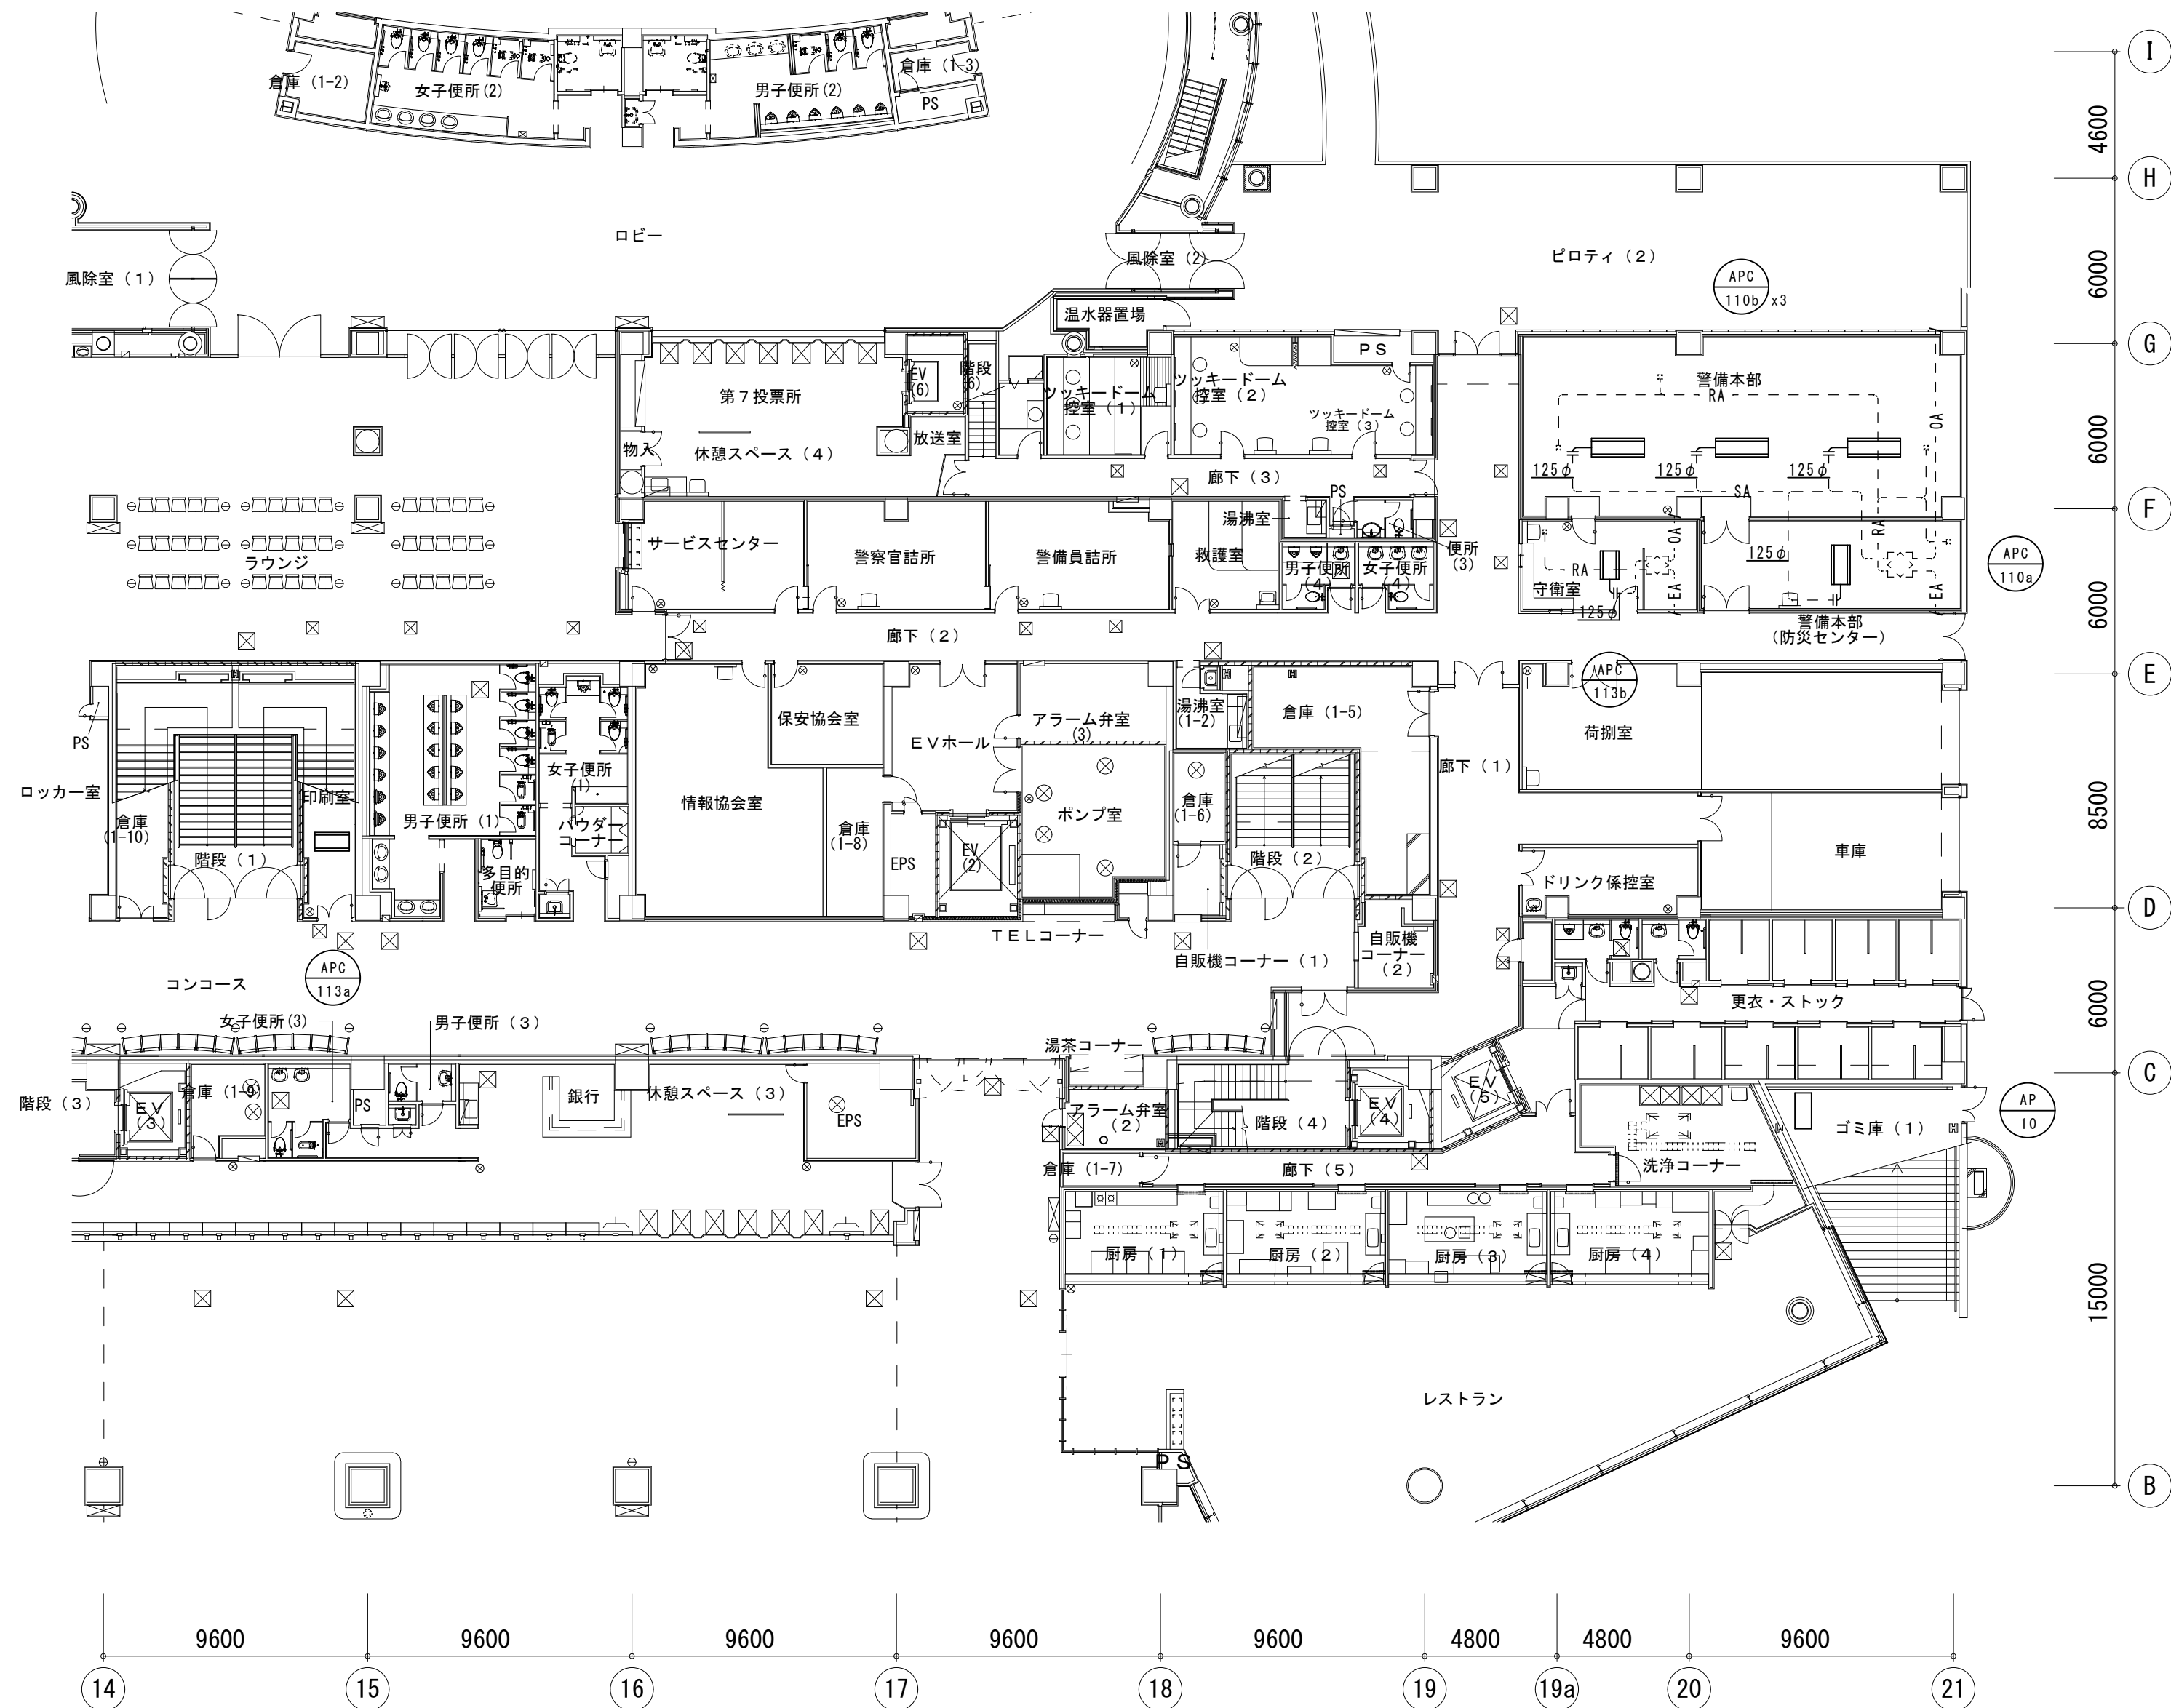 I
倉庫（1-2）
女子便所(2)
男子便所(2)
倉庫（1-3）
PS
4600
H
ロビー
風除室（１）
風除室（2）
ピロティ（２）
APC
110b
x3
6000
温水器置場
G
ＰＳ
第７投票所
EV
(6)
階段
(6)
ツッキードーム
控室（１）
ツッキードーム
控室（２）
ツッキードーム
控室（３）
警備本部
RA
OA
6000
物入
休憩スペース（４）
放送室
廊下（３）
125φ
125φ
125φ
SA
PS
F
サービスセンター
警察官詰所
警備員詰所
救護室
湯沸室
便所
(3)
男子便所
(4)
女子便所
(4)
ラウンジ
OA
RA
125φ
RA
EA
EA
守衛室
125φ
APC
110a
6000
廊下（２）
警備本部
（防災センター）
E
PS
ロッカー室
倉庫
(1-10)
階段（１）
印刷室
男子便所（1）
女子便所
(1)
パウダー
コーナー
多目的
便所
保安協会室
情報協会室
倉庫
(1-8)
ＥＶホール
アラーム弁室
(3)
EPS
EV
(2)
ポンプ室
湯沸室
(1-2)
倉庫（1-5）
倉庫
(1-6)
階段（２）
廊下（１）
APC
113b
荷捌室
車庫
ドリンク係控室
8500
D
ＴＥＬコーナー
自販機コーナー（１）
自販機
コーナー
（２）
コンコース
APC
113a
更衣・ストック
6000
女子便所(3)
男子便所（３）
湯茶コーナー
C
階段（３）
ＥＶ
(3)
倉庫（1-9）
PS
銀行
休憩スペース（３）
EPS
アラーム弁室
(2)
階段（４）
ＥＶ
(4)
ＥＶ
(5)
ゴミ庫（１）
AP
10
倉庫（1-7）
廊下（５）
洗浄コーナー
厨房（１）
厨房（２）
厨房（３）
厨房（４）
15000
レストラン
ＰＳ
B
9600
9600
9600
9600
9600
4800
4800
9600
14
15
16
17
18
19
19a
20
21